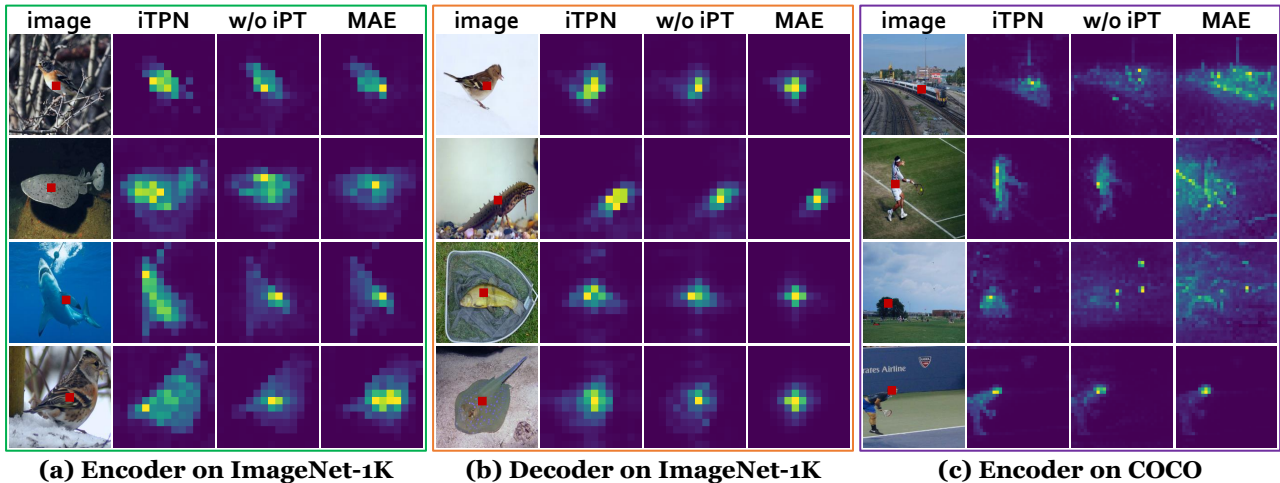 image iTPN w/o iPT MAE image iTPN w/o iPT MAE image iTPN w/o iPT MAE
rates Airline
(a) Encoder on ImageNet-1K (b) Decoder on ImageNet-1K (c) Encoder on COCO